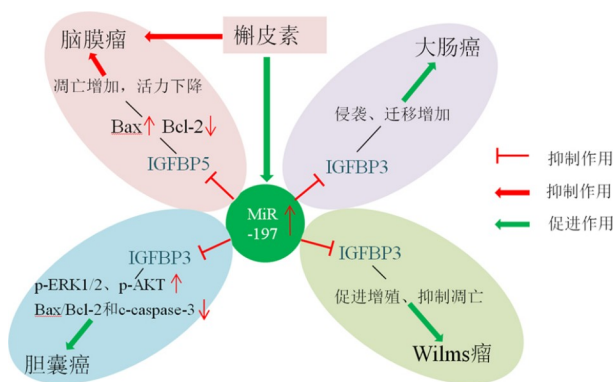 脑膜瘤
槲皮素
凋亡增加，活力下降
Bax↑ Bcl-2↓
IGFBP5
大肠癌
侵袭、迁移增加
IGFBP3
MiR
-197
↑
IGFBP3
p-ERK1/2、p-AKT↑
Bax/Bcl-2和c-caspase-3↓
胆囊癌
IGFBP3
促进增殖、抑制凋亡
Wilms瘤
抑制作用
抑制作用
促进作用